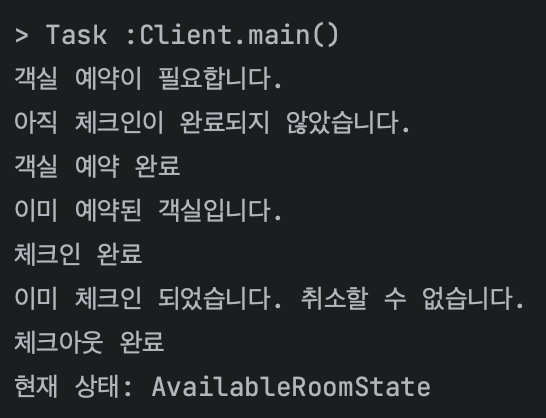 > Task :Client.main()
객실 예약이 필요합니다.
아직 체크인이 완료되지 않았습니다.
객실 예약 완료
이미 예약된 객실입니다.
체크인 완료
이미 체크인 되었습니다. 취소할 수 없습니다.
체크아웃 완료
현재 상태: AvailableRoomState